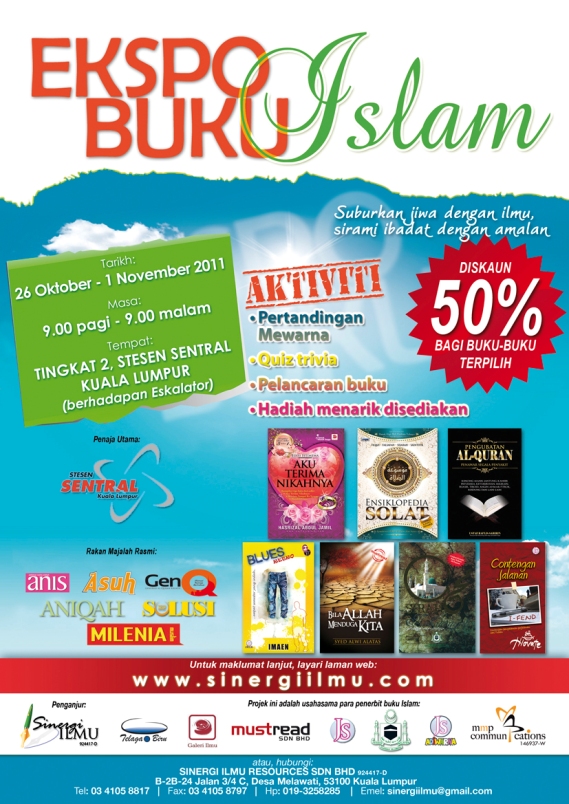 EKSPO
BUKU Islam
Suburkan jiwa dengan ilmu,
sirami ibadat dengan amalan
Tarikh:
26 Oktober - 1 November 2011
Masa:
9.00 pagi - 9.00 malam
Tempat:
TINGKAT 2, STESEN SENTRAL
KUALA LUMPUR
(berhadapan Eskalator)
AKTIVITI
• Pertandingan
Mewarna
• Quiz trivia
• Pelancaran buku
• Hadiah menarik disediakan
DISKAUN
50%
BAGI BUKU-BUKU
TERPILIH
Penaja Utama:
STESEN
SENTRAL
Kuala Lumpur
AKU
TERIMA
NIKAHNYA
HASRIZAL ABDUL JAMIL
ENSIKLOPEDIA
SOLAT
PENGUBATAN
AL-QURAN
Rakan Majalah Rasmi:
anis Asuh GenQ
ANIQAH SOLUSI
MILENIA
BLUES
IMAEN
BILA ALLAH
MENDUGA KITA
SYED ALWI ALATAS
Contengan
Jalanan
Hlovate
Untuk maklumat lanjut, layari laman web:
www.sinergiilmu.com
Penganjur:
Projek ini adalah usahasama para penerbit buku Islam:
Sinergi
ILMU
924417-D
Telaga Biru
Galeri Ilmu
mustread
SDN BHD
mmp
communications
146937-W
atau, hubungi:
SINERGI ILMU RESOURCES SDN BHD 924417-D
B-2B-24 Jalan 3/4 C, Desa Melawati, 53100 Kuala Lumpur
Tel: 03 4105 8817 | Fax: 03 4105 8797 | Hp: 019-3258285 | Emel: sinergiilmu@gmail.com